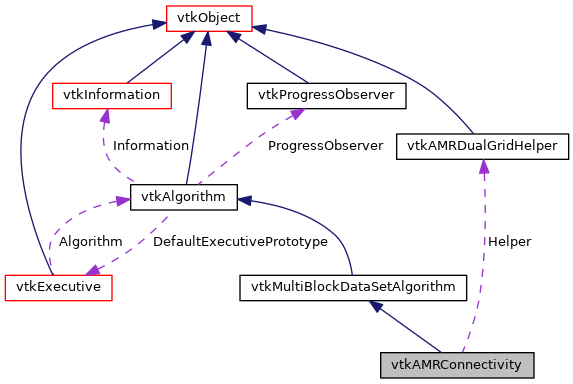 vtkObject
vtkInformation
vtkProgressObserver
vtkAMRDualGridHelper
Information
ProgressObserver
vtkAlgorithm
Algorithm
DefaultExecutivePrototype
Helper
vtkExecutive
vtkMultiBlockDataSetAlgorithm
vtkAMRConnectivity